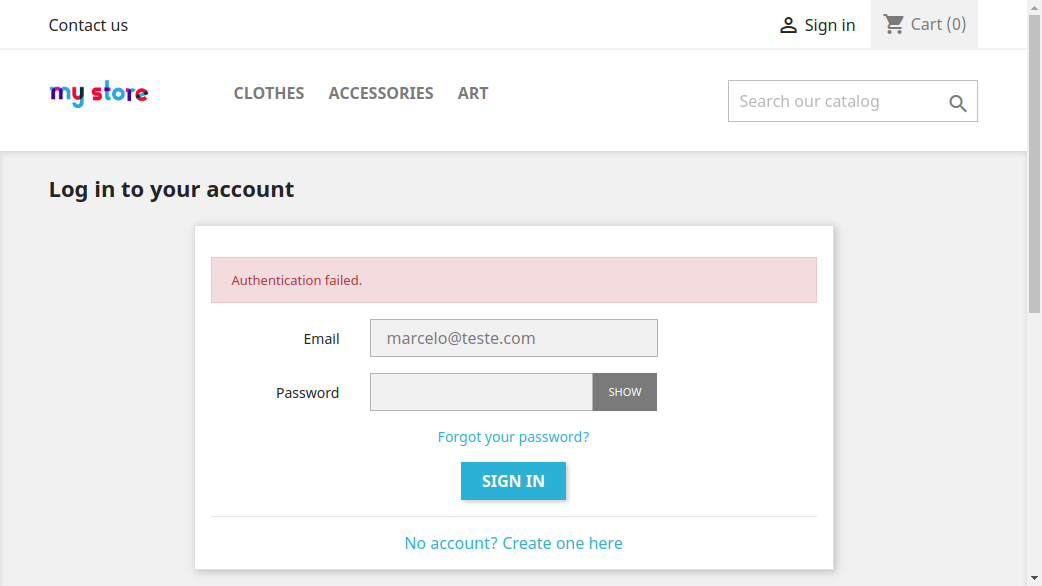 Contact us
Sign in
Cart (0)
my store
CLOTHES ACCESSORIES ART
Search our catalog
Log in to your account
Authentication failed.
Email marcelo@teste.com
Password SHOW
Forgot your password?
SIGN IN
No account? Create one here